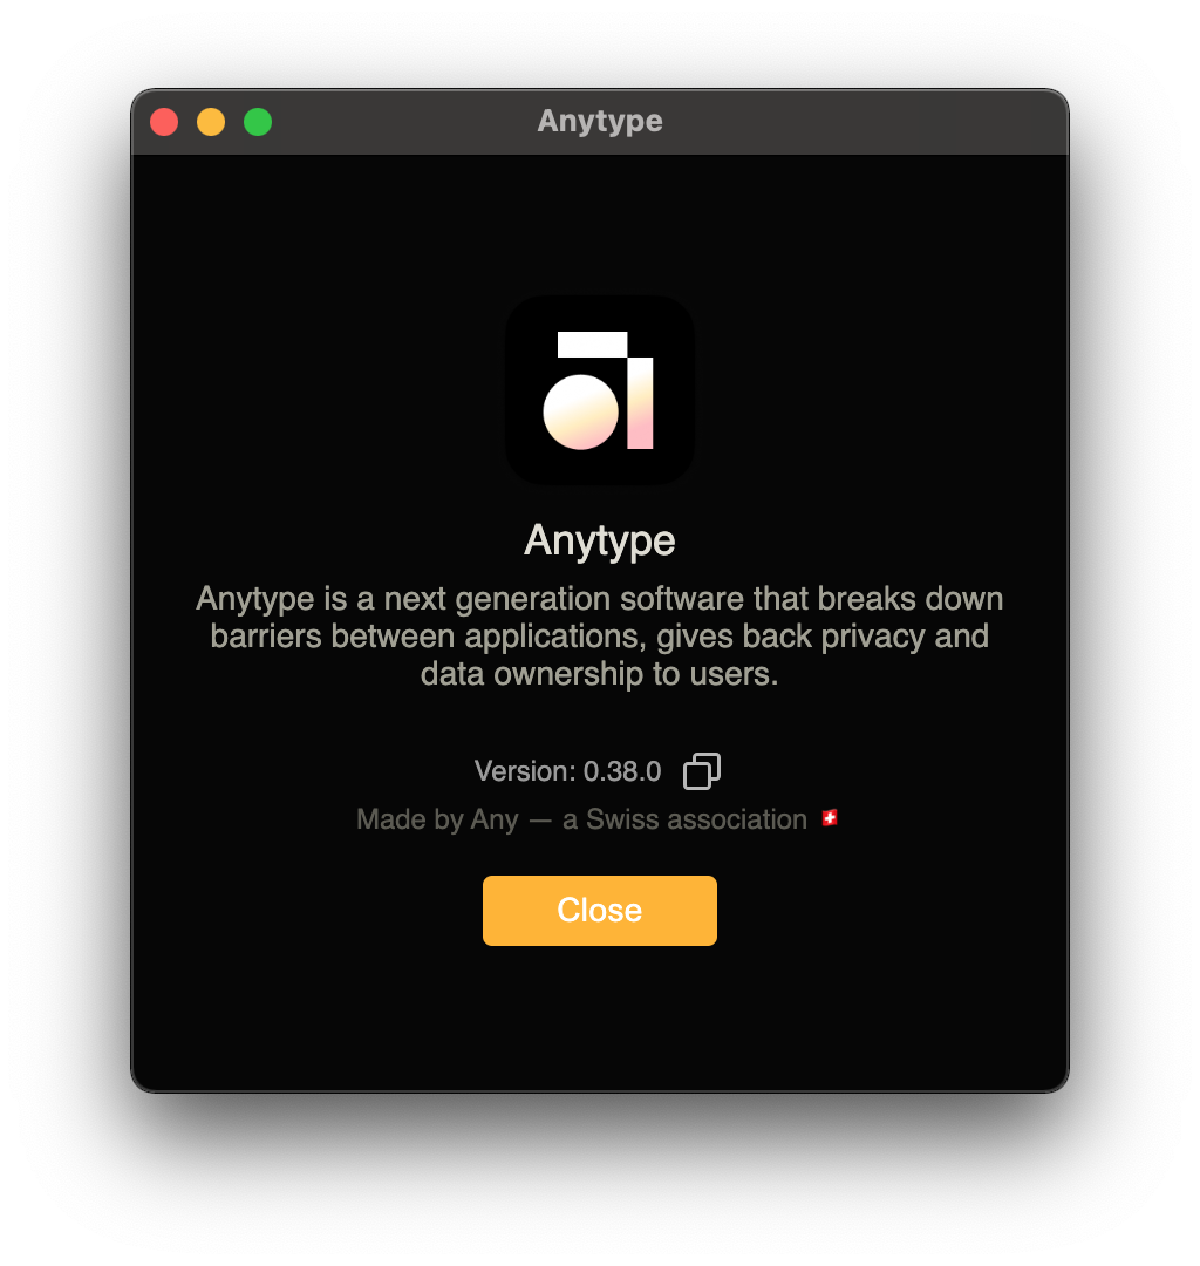 Anytype
Anytype
Anytype is a next generation software that breaks down
barriers between applications, gives back privacy and
data ownership to users.
Version: 0.38.0
Made by Any — a Swiss association 🇨🇭
Close